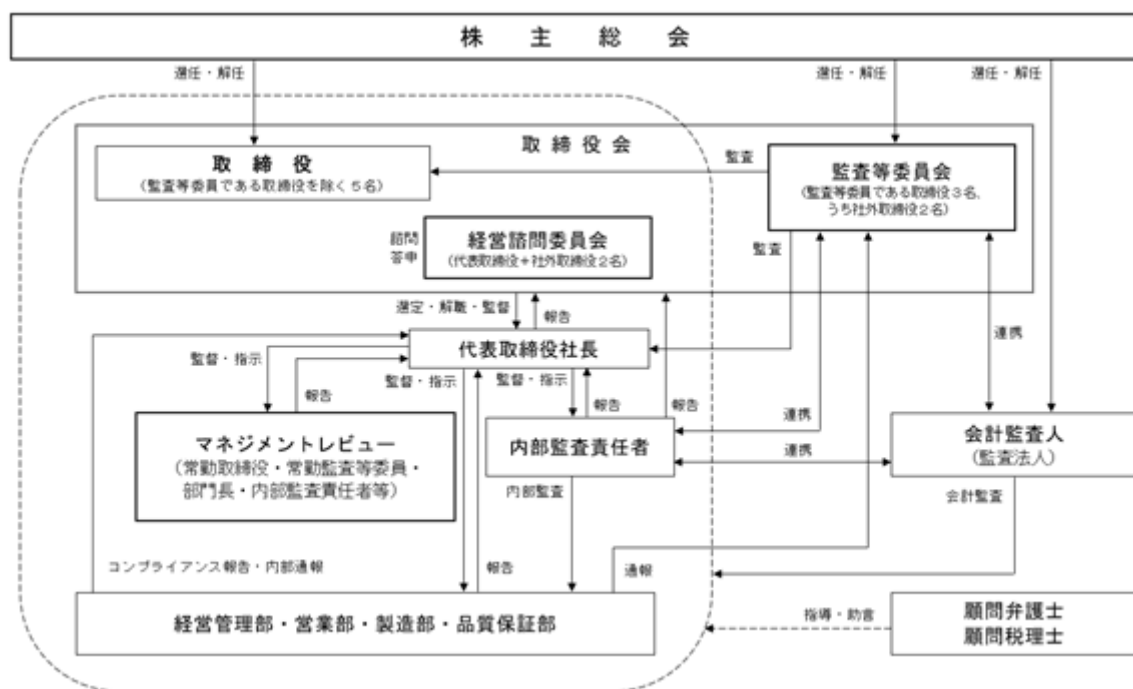 株主総会
選任・解任
選任・解任
選任・解任
取締役会
取締役
(監査等委員である取締役を除く5名)
監査
監査等委員会
(監査等委員である取締役3名、
うち社外取締役2名)
諮問
答申
経営諮問委員会
(代表取締役+社外取締役2名)
監査
選定・解職・監督
報告
連携
代表取締役社長
監督・指示
報告
監督・指示
監督・指示
報告
報告
マネジメントレビュー
(常勤取締役・常勤監査等委員・
部門長・内部監査責任者等)
内部監査責任者
連携
連携
会計監査人
(監査法人)
内部監査
会計監査
コンプライアンス報告・内部通報
報告
通報
経営管理部・営業部・製造部・品質保証部
指導・助言
顧問弁護士
顧問税理士